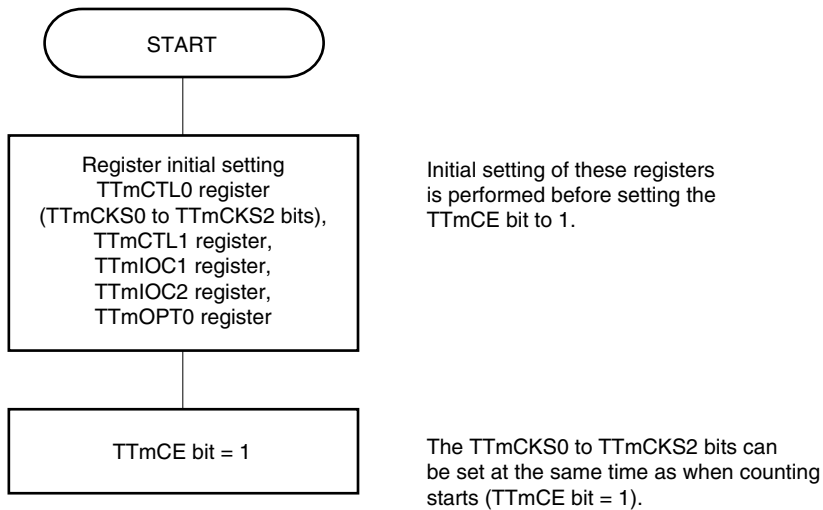 START
Register initial setting
TTmCTL0 register
(TTmCKS0 to TTmCKS2 bits),
TTmCTL1 register,
TTmIOC1 register,
TTmIOC2 register,
TTmOPT0 register
Initial setting of these registers
is performed before setting the
TTmCE bit to 1.
TTmCE bit = 1
The TTmCKS0 to TTmCKS2 bits can
be set at the same time as when counting
starts (TTmCE bit = 1).